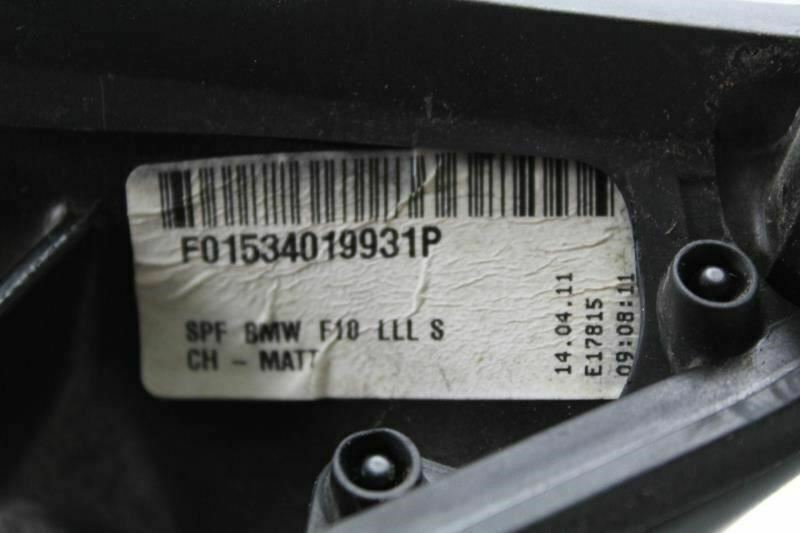 F01534019931P
SPF BMW F10 LLL S
CH - MATT
14.04.11
E17815
09:08:11